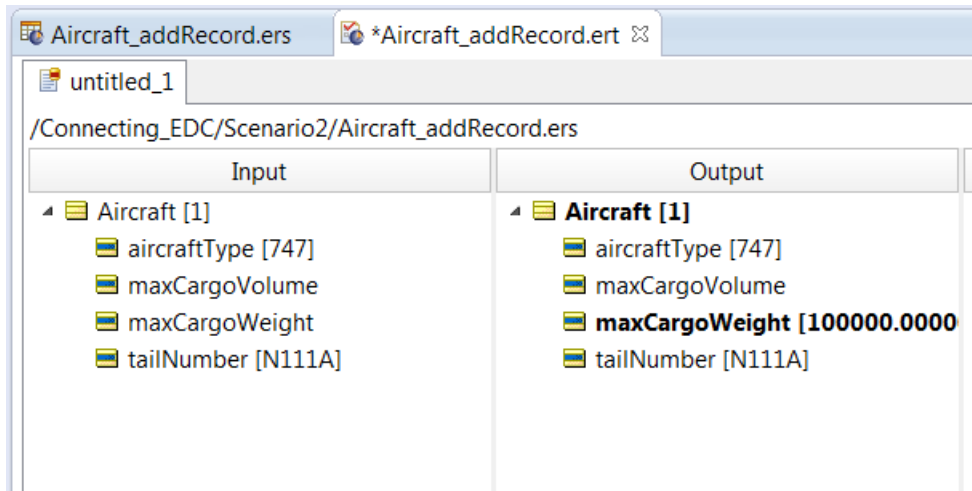 Aircraft_addRecord.ers *Aircraft_addRecord.ert
untitled_1
/Connecting_EDC/Scenario2/Aircraft_addRecord.ers
Input Output
Aircraft [1] Aircraft [1]
aircraftType [747] aircraftType [747]
maxCargoVolume maxCargoVolume
maxCargoWeight maxCargoWeight [100000.0000
tailNumber [N111A] tailNumber [N111A]